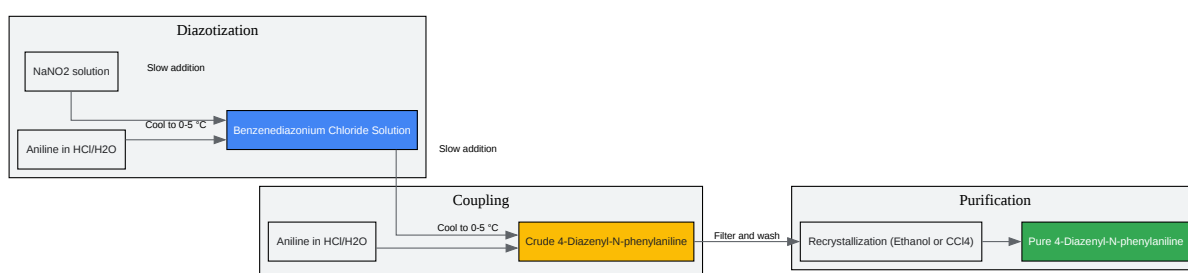 Diazotization
NaNO2 solution
Slow addition
Cool to 0-5 °C
Benzenediazonium Chloride Solution
Aniline in HCl/H2O
Slow addition
Coupling
Purification
Aniline in HCl/H2O
Cool to 0-5 °C
Crude 4-Diazenyl-N-phenylaniline
Filter and wash
Recrystallization (Ethanol or CCl4)
Pure 4-Diazenyl-N-phenylaniline